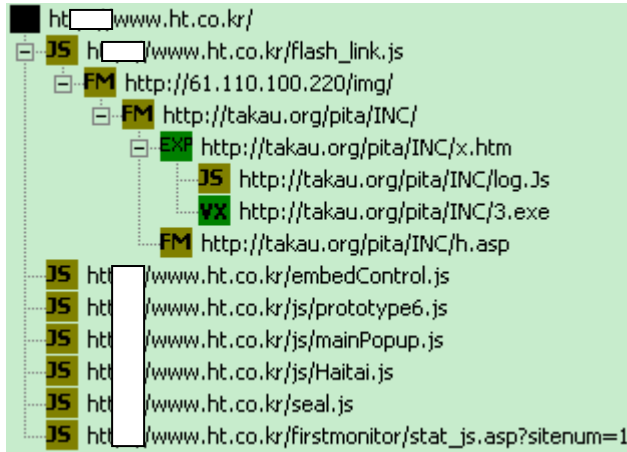 ht www.ht.co.kr/
JS h /www.ht.co.kr/flash_link.js
FM http://61.110.100.220/img/
FM http://takau.org/pita/INC/
EXP http://takau.org/pita/INC/x.htm
JS http://takau.org/pita/INC/log.Js
VX http://takau.org/pita/INC/3.exe
FM http://takau.org/pita/INC/h.asp
JS htt /www.ht.co.kr/embedControl.js
JS htt /www.ht.co.kr/js/prototype6.js
JS htt /www.ht.co.kr/js/mainPopup.js
JS htt /www.ht.co.kr/js/Haitai.js
JS htt /www.ht.co.kr/seal.js
JS htt /www.ht.co.kr/firstmonitor/stat_js.asp?sitenum=1